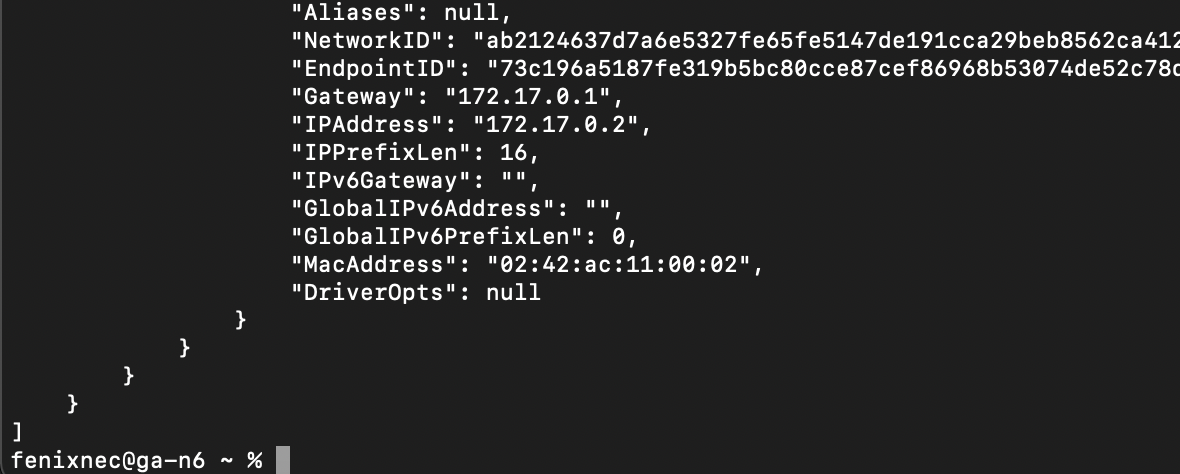 "Aliases": null,
"NetworkID": "ab2124637d7a6e5327fe65fe5147de191cca29beb8562ca412
"EndpointID": "73c196a5187fe319b5bc80cce87cef86968b53074de52c78d
"Gateway": "172.17.0.1",
"IPAddress": "172.17.0.2",
"IPPrefixLen": 16,
"IPv6Gateway": "",
"GlobalIPv6Address": "",
"GlobalIPv6PrefixLen": 0,
"MacAddress": "02:42:ac:11:00:02",
"DriverOpts": null
}
}
}
}
]
fenixnec@ga-n6 ~ %